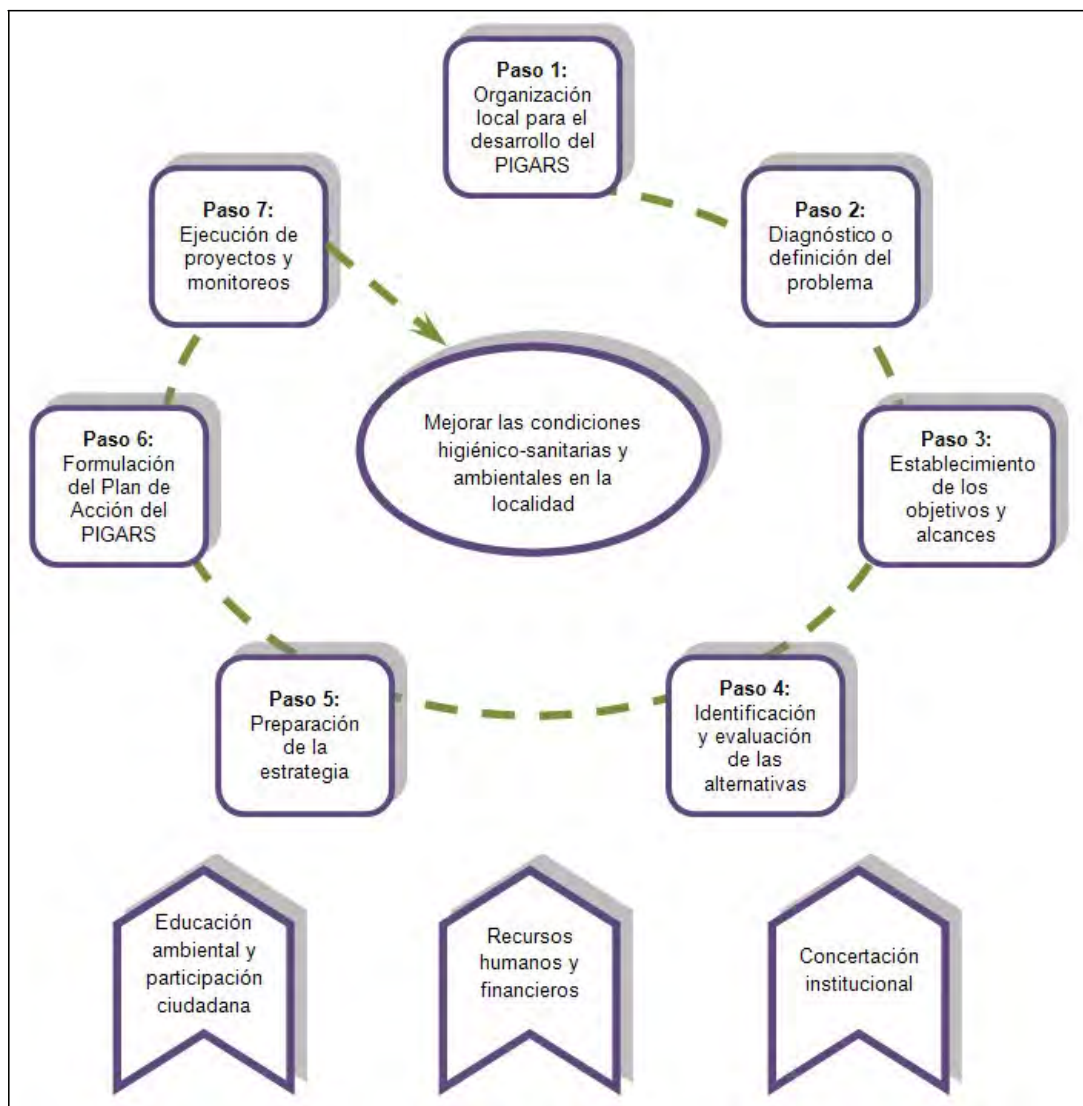 Paso 1:
Organización
local para el
desarrollo del
PIGARS
Paso 2:
Diagnóstico o
definición del
problema
Paso 3:
Establecimiento
de los
objetivos y
alcances
Paso 4:
Identificación
y evaluación
de las
alternativas
Paso 5:
Preparación
de la
estrategia
Paso 6:
Formulación
del Plan de
Acción del
PIGARS
Paso 7:
Ejecución de
proyectos y
monitoreos
Mejorar las condiciones
higiénico-sanitarias y
ambientales en la
localidad
Educación
ambiental y
participación
ciudadana
Recursos
humanos y
financieros
Concertación
institucional